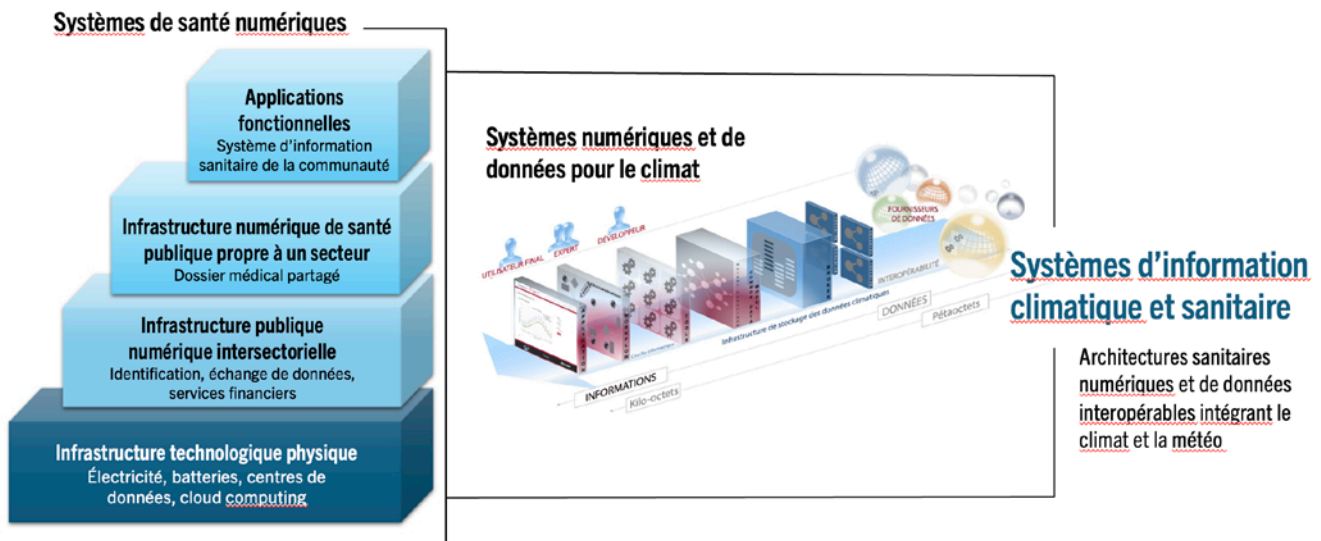 Systèmes de santé numériques
Applications
fonctionnelles
Système d'information
sanitaire de la communauté
Infrastructure numérique de santé
publique propre à un secteur
Dossier médical partagé
Infrastructure publique
numérique intersectorielle
Identification, échange de données,
services financiers
Infrastructure technologique physique
Électricité, batteries, centres de
données, cloud computing
Systèmes numériques et de
données pour le climat
UTILISATEUR FINAL
EXPERT
DÉVELOPPEUR
FOURNISSEURS
DE DONNÉES
INTEROPÉRABILITÉ
Infrastructure de stockage des données climatiques
DONNÉES
Pétaoctets
INFORMATIONS
Kilo-octets
Systèmes d'information
climatique et sanitaire
Architectures sanitaires
numériques et de données
interopérables intégrant le
climat et la météo